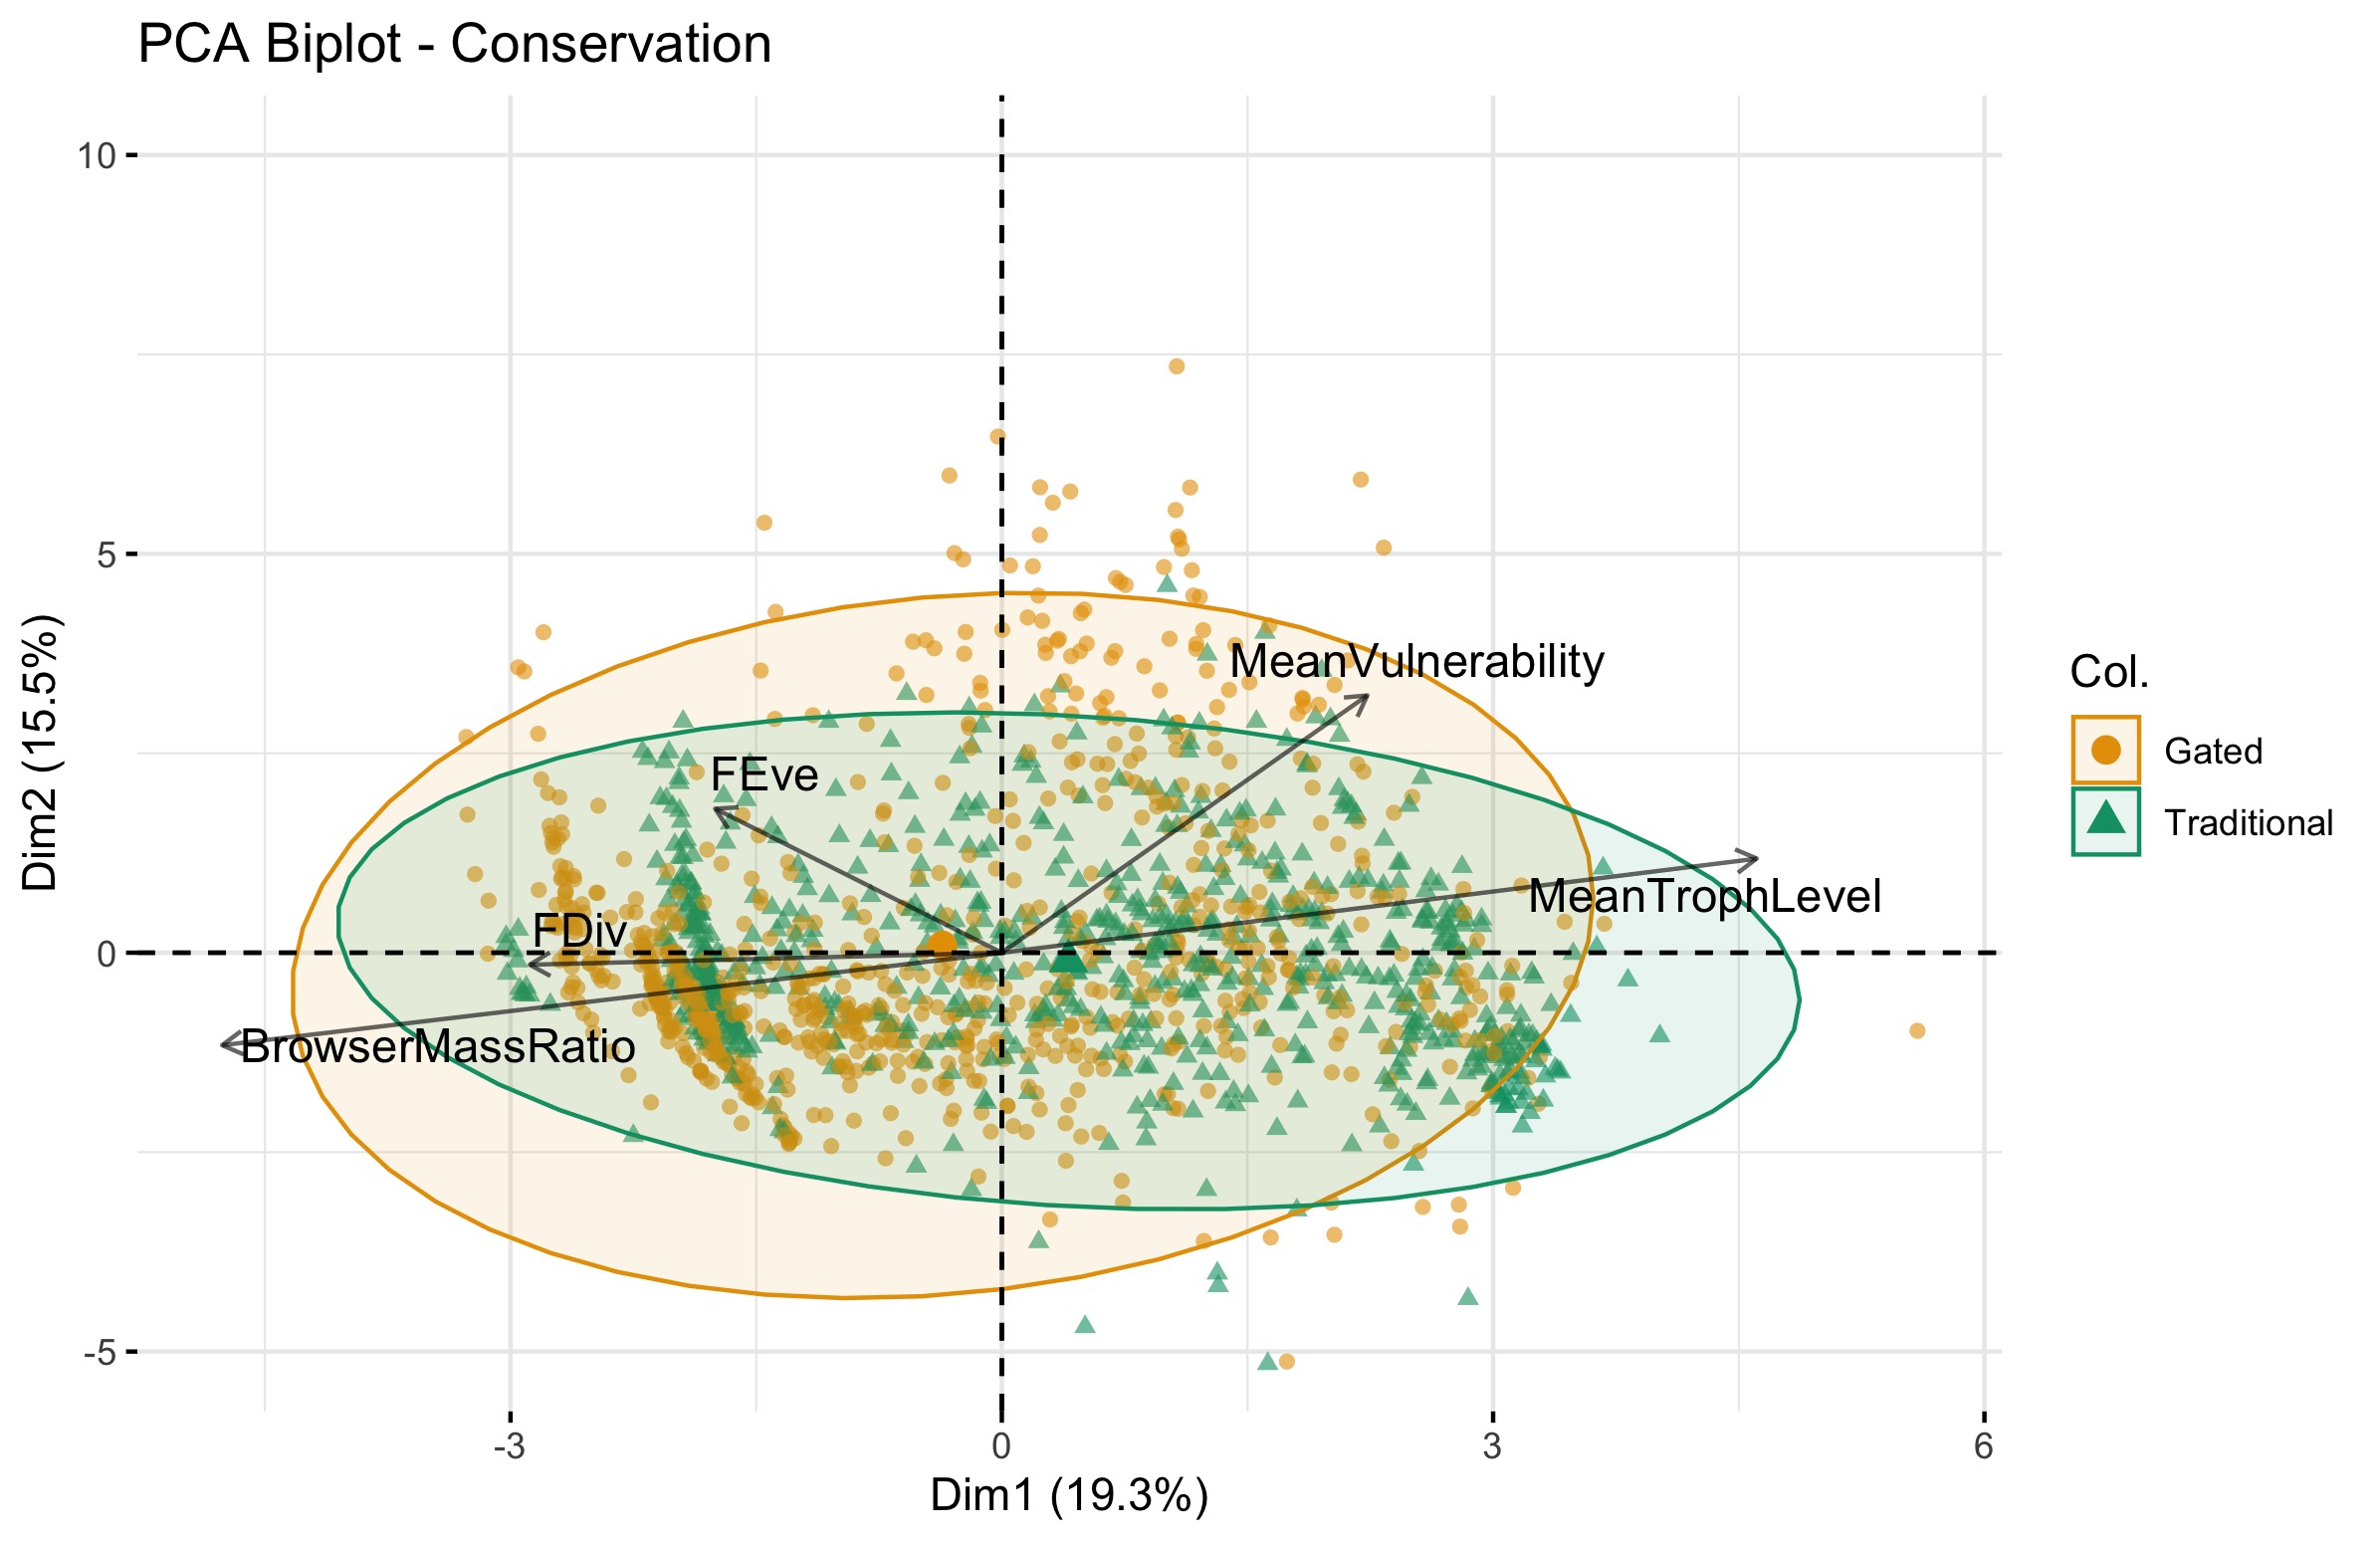 PCA Biplot - Conservation
10
5
0
-5
Dim2 (15.5%)
MeanVulnerability
FEve
MeanTrophLevel
FDiv
BrowserMassRatio
-3
0
3
6
Dim1 (19.3%)
Col.
Gated
Traditional